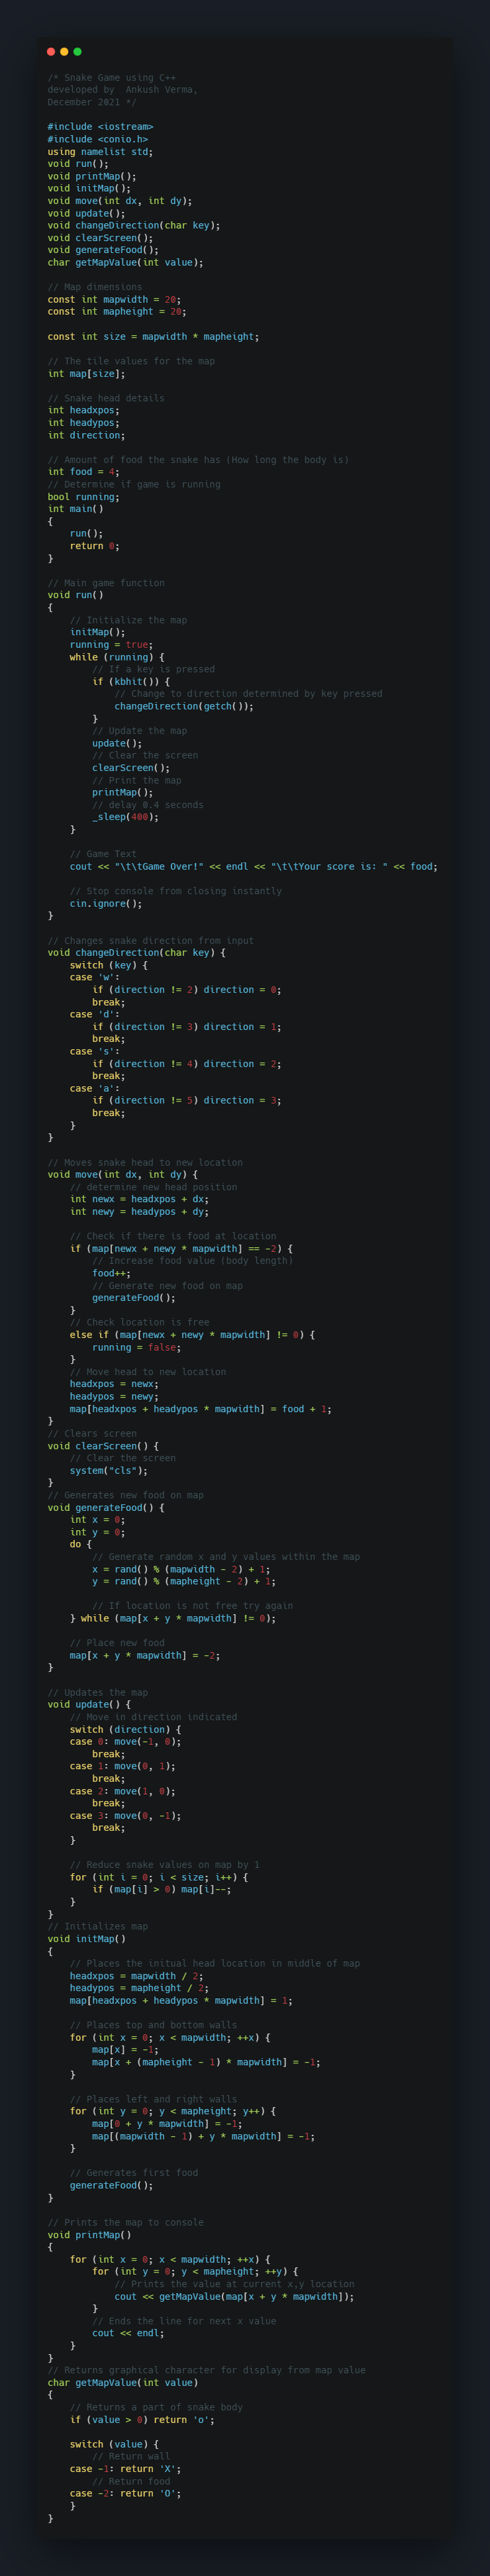 /* Snake Game using C++
developed by  Ankush Verma,
December 2021 */

#include <iostream>
#include <conio.h>
using namelist std;
void run();
void printMap();
void initMap();
void move(int dx, int dy);
void update();
void changeDirection(char key);
void clearScreen();
void generateFood();
char getMapValue(int value);

// Map dimensions
const int mapwidth = 20;
const int mapheight = 20;

const int size = mapwidth * mapheight;

// The tile values for the map
int map[size];

// Snake head details
int headxpos;
int headypos;
int direction;

// Amount of food the snake has (How long the body is)
int food = 4;
// Determine if game is running
bool running;
int main()
{
    run();
    return 0;
}

// Main game function
void run()
{
    // Initialize the map
    initMap();
    running = true;
    while (running) {
        // If a key is pressed
        if (kbhit()) {
            // Change to direction determined by key pressed
            changeDirection(getch());
        }
        // Update the map
        update();
        // Clear the screen
        clearScreen();
        // Print the map
        printMap();
        // delay 0.4 seconds
        _sleep(400);
    }

    // Game Text
    cout << "\t\tGame Over!" << endl << "\t\tYour score is: " << food;

    // Stop console from closing instantly
    cin.ignore();
}

// Changes snake direction from input
void changeDirection(char key) {
    switch (key) {
    case 'w':
        if (direction != 2) direction = 0;
        break;
    case 'd':
        if (direction != 3) direction = 1;
        break;
    case 's':
        if (direction != 4) direction = 2;
        break;
    case 'a':
        if (direction != 5) direction = 3;
        break;
    }
}

// Moves snake head to new location
void move(int dx, int dy) {
    // determine new head position
    int newx = headxpos + dx;
    int newy = headypos + dy;

    // Check if there is food at location
    if (map[newx + newy * mapwidth] == -2) {
        // Increase food value (body length)
        food++;
        // Generate new food on map
        generateFood();
    }
    // Check location is free
    else if (map[newx + newy * mapwidth] != 0) {
        running = false;
    }
    // Move head to new location
    headxpos = newx;
    headypos = newy;
    map[headxpos + headypos * mapwidth] = food + 1;
}
// Clears screen
void clearScreen() {
    // Clear the screen
    system("cls");
}
// Generates new food on map
void generateFood() {
    int x = 0;
    int y = 0;
    do {
        // Generate random x and y values within the map
        x = rand() % (mapwidth - 2) + 1;
        y = rand() % (mapheight - 2) + 1;

        // If location is not free try again
    } while (map[x + y * mapwidth] != 0);

    // Place new food
    map[x + y * mapwidth] = -2;
}

// Updates the map
void update() {
    // Move in direction indicated
    switch (direction) {
    case 0: move(-1, 0);
        break;
    case 1: move(0, 1);
        break;
    case 2: move(1, 0);
        break;
    case 3: move(0, -1);
        break;
    }

    // Reduce snake values on map by 1
    for (int i = 0; i < size; i++) {
        if (map[i] > 0) map[i]--;
    }
}
// Initializes map
void initMap()
{
    // Places the initual head location in middle of map
    headxpos = mapwidth / 2;
    headypos = mapheight / 2;
    map[headxpos + headypos * mapwidth] = 1;

    // Places top and bottom walls
    for (int x = 0; x < mapwidth; ++x) {
        map[x] = -1;
        map[x + (mapheight - 1) * mapwidth] = -1;
    }

    // Places left and right walls
    for (int y = 0; y < mapheight; y++) {
        map[0 + y * mapwidth] = -1;
        map[(mapwidth - 1) + y * mapwidth] = -1;
    }

    // Generates first food
    generateFood();
}

// Prints the map to console
void printMap()
{
    for (int x = 0; x < mapwidth; ++x) {
        for (int y = 0; y < mapheight; ++y) {
            // Prints the value at current x,y location
            cout << getMapValue(map[x + y * mapwidth]);
        }
        // Ends the line for next x value
        cout << endl;
    }
}
// Returns graphical character for display from map value
char getMapValue(int value)
{
    // Returns a part of snake body
    if (value > 0) return 'o';

    switch (value) {
        // Return wall
    case -1: return 'X';
        // Return food
    case -2: return 'O';
    }
}